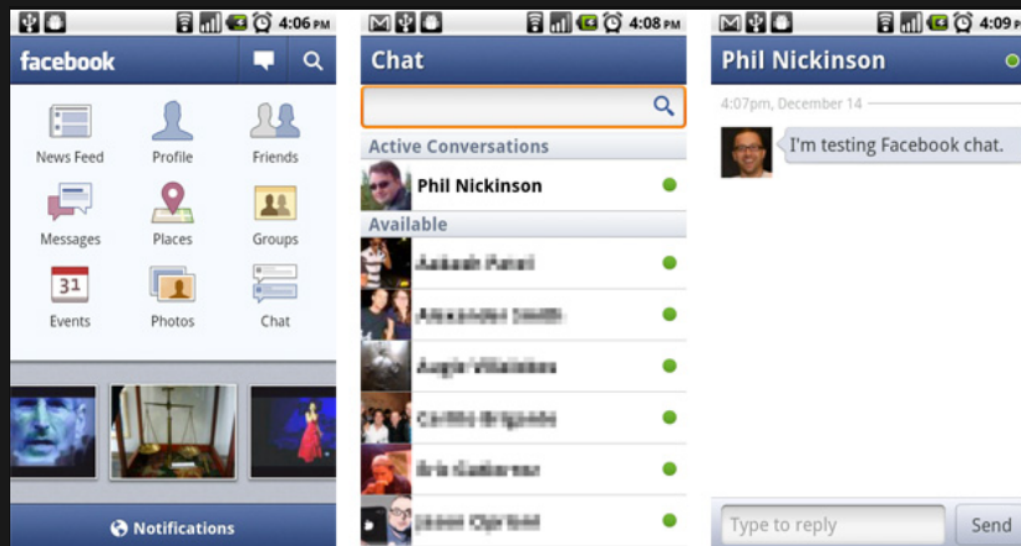 4:06 PM
facebook
News Feed
Profile
Friends
Messages
Places
Groups
31
Events
Photos
Chat
Notifications
4:08 PM
Chat
Active Conversations
Phil Nickinson
Available
4:09 P
Phil Nickinson
4:07pm, December 14
I'm testing Facebook chat.
Type to reply
Send